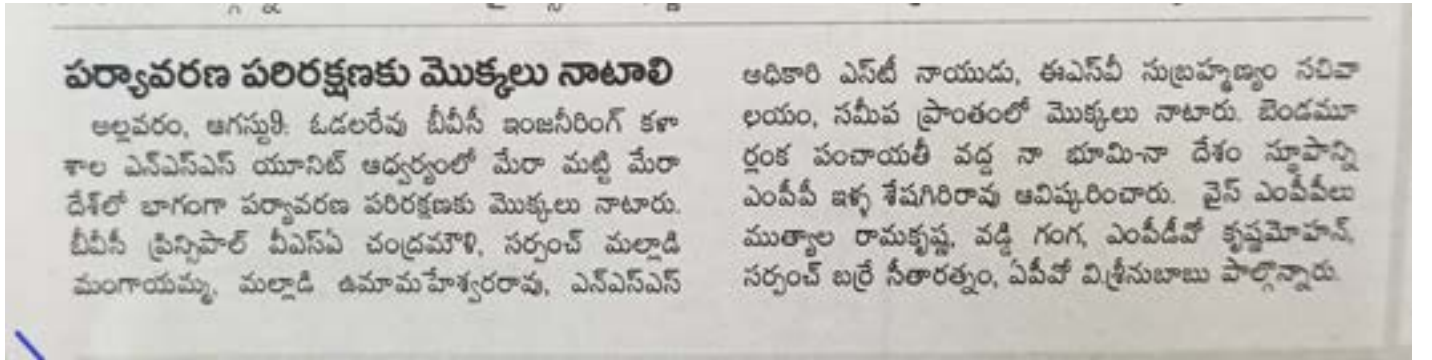 పర్యావరణ పరిరక్షణకు మొక్కలు నాటాలి
అల్లవరం, ఆగస్టు9: ఓడలరేవు బీవీసీ ఇంజనీరింగ్ కళా
శాల ఎన్ఎస్ఎస్ యూనిట్ ఆధ్వర్యంలో మేరా మట్టి మేరా
దేశ్‌లో భాగంగా పర్యావరణ పరిరక్షణకు మొక్కలు నాటారు.
బీవీసీ ప్రిన్సిపాల్ వీఎస్ఏ చంద్రమౌళి, సర్పంచ్ మల్లాడి
మంగాయమ్మ, మల్లాడి ఉమామహేశ్వరరావు, ఎన్ఎస్ఎస్
అధికారి ఎస్‌టీ నాయుడు, ఈఎస్‌వీ సుబ్రహ్మణ్యం సచివా
లయం, సమీప ప్రాంతంలో మొక్కలు నాటారు. బెండమూ
ర్లంక పంచాయతీ వద్ద నా భూమి-నా దేశం స్థూపాన్ని
ఎంపీపీ ఇళ్ళ శేషగిరిరావు ఆవిష్కరించారు. వైస్ ఎంపీపీలు
ముత్యాల రామకృష్ణ, వడ్డి గంగ, ఎంపీడీవో కృష్ణమోహన్,
సర్పంచ్ బర్రే సీతారత్నం, ఏపీవో వి.శ్రీనుబాబు పాల్గొన్నారు.